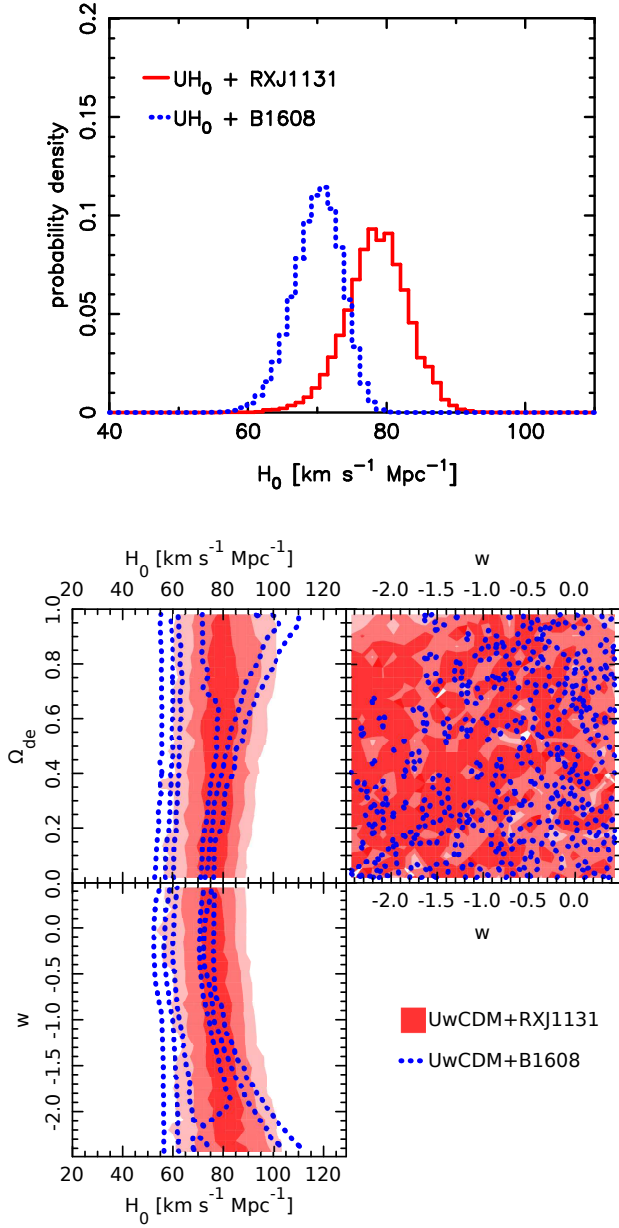 0.2
0.15
0.1
0.05
0
probability density
UH₀ + RXJ1131
UH₀ + B1608
40 60 80 100
H₀ [km s⁻¹ Mpc⁻¹]
H₀ [km s⁻¹ Mpc⁻¹] w
20 40 60 80 100 120 -2.0 -1.5 -1.0 -0.5 0.0
1.0
0.8
0.6
0.4
0.2
0.0
Ω_de
-2.0 -1.5 -1.0 -0.5 0.0
w
0.5
0.0
-0.5
-1.0
-1.5
-2.0
w
UwCDM+RXJ1131
UwCDM+B1608
20 40 60 80 100 120
H₀ [km s⁻¹ Mpc⁻¹]